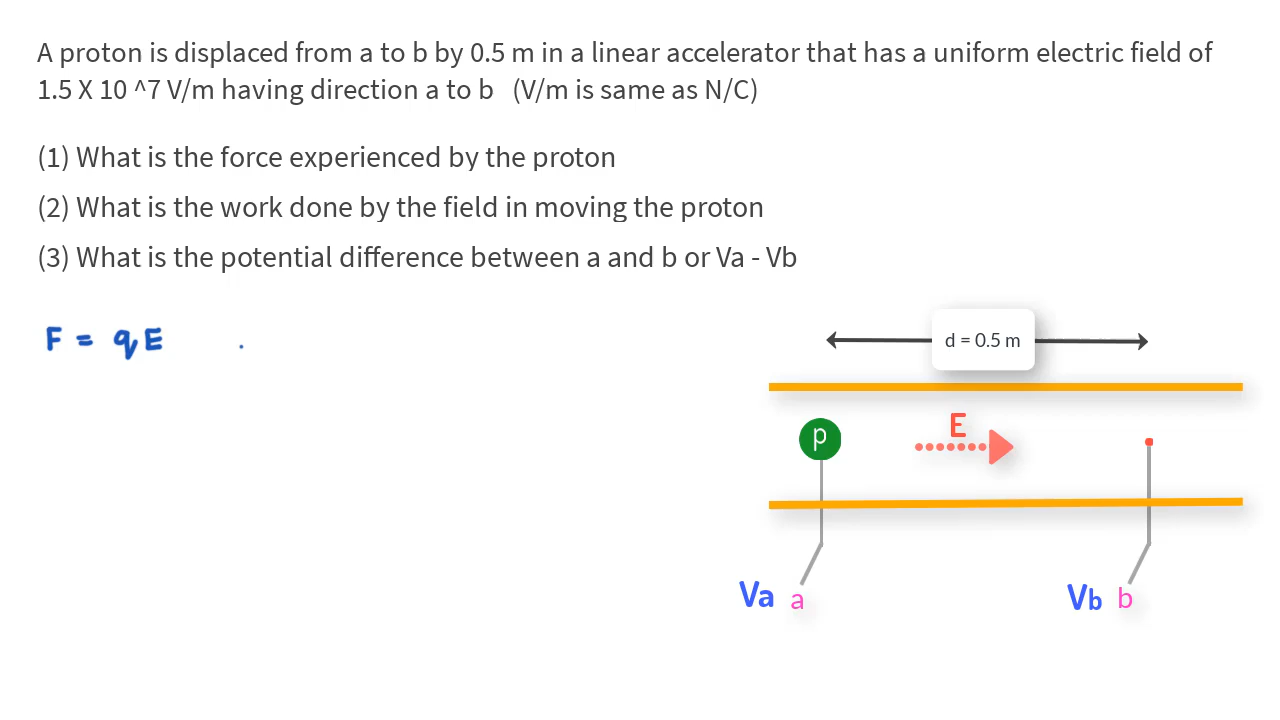 A proton is displaced from a to b by 0.5 m in a linear accelerator that has a uniform electric field of
1.5 X 10 ^7 V/m having direction a to b (V/m is same as N/C)
(1) What is the force experienced by the proton
(2) What is the work done by the field in moving the proton
(3) What is the potential difference between a and b or Va - Vb
F = qE
d = 0.5 m
E
p
Va a
Vb b